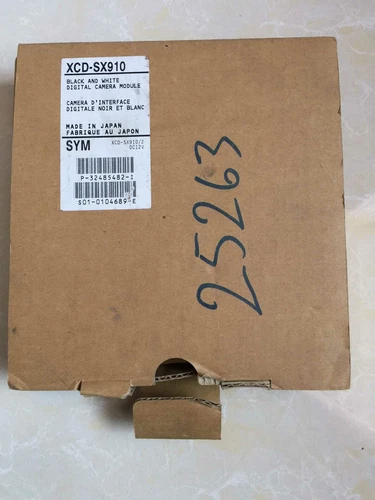 XCD-SX910
BLACK AND WHITE
DIGITAL CAMERA MODULE
CAMERA D'INTERFACE
DIGITALE NOIR ET BLANC
MADE IN JAPAN
FABRIQUE AU JAPON
SYM
XCD-SX910/2
DC12V
P-32485482-I
S01-0104689-E
25263